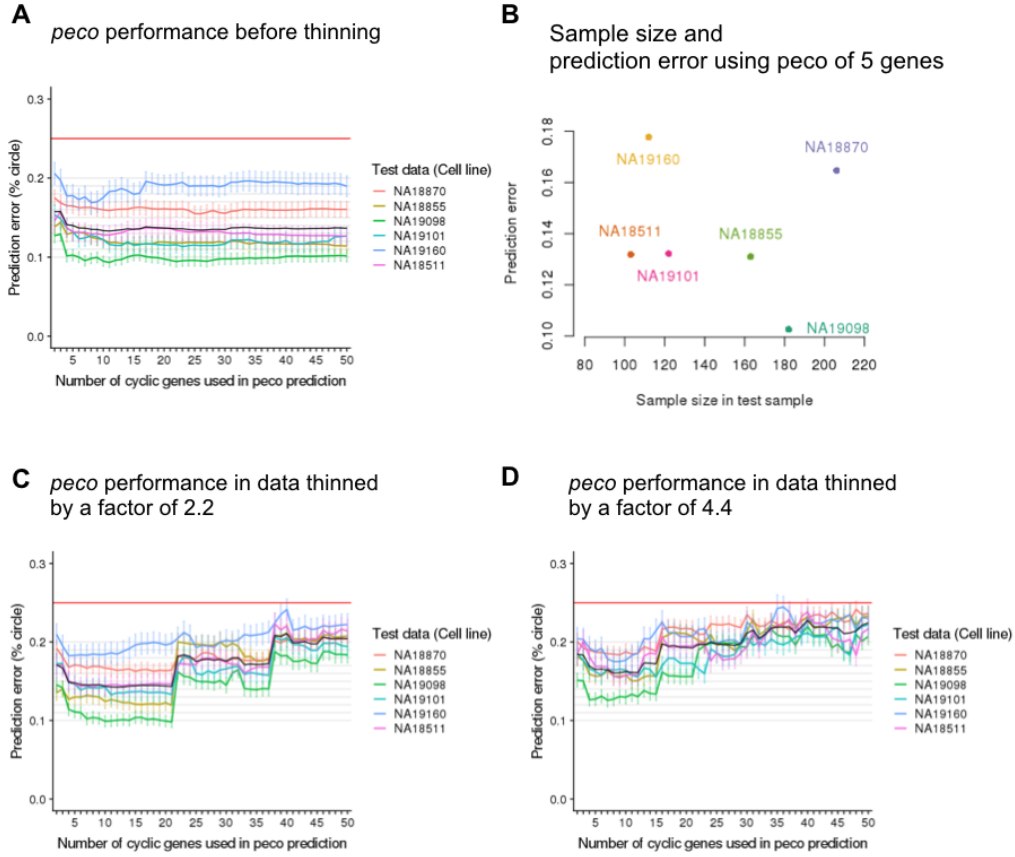 A
peco performance before thinning
0.3
0.2
0.1
0.0
Prediction error (% circle)
5 10 15 20 25 30 35 40 45 50
Number of cyclic genes used in peco prediction
Test data (Cell line)
NA18870
NA18855
NA19098
NA19101
NA19160
NA18511
B
Sample size and
prediction error using peco of 5 genes
0.18
0.16
0.14
0.12
0.10
Prediction error
NA19160
NA18870
NA18511
NA18855
NA19101
NA19098
80 100 120 140 160 180 200 220
Sample size in test sample
C
peco performance in data thinned
by a factor of 2.2
0.3
0.2
0.1
0.0
Prediction error (% circle)
5 10 15 20 25 30 35 40 45 50
Number of cyclic genes used in peco prediction
Test data (Cell line)
NA18870
NA18855
NA19098
NA19101
NA19160
NA18511
D
peco performance in data thinned
by a factor of 4.4
0.3
0.2
0.1
0.0
Prediction error (% circle)
5 10 15 20 25 30 35 40 45 50
Number of cyclic genes used in peco prediction
Test data (Cell line)
NA18870
NA18855
NA19098
NA19101
NA19160
NA18511